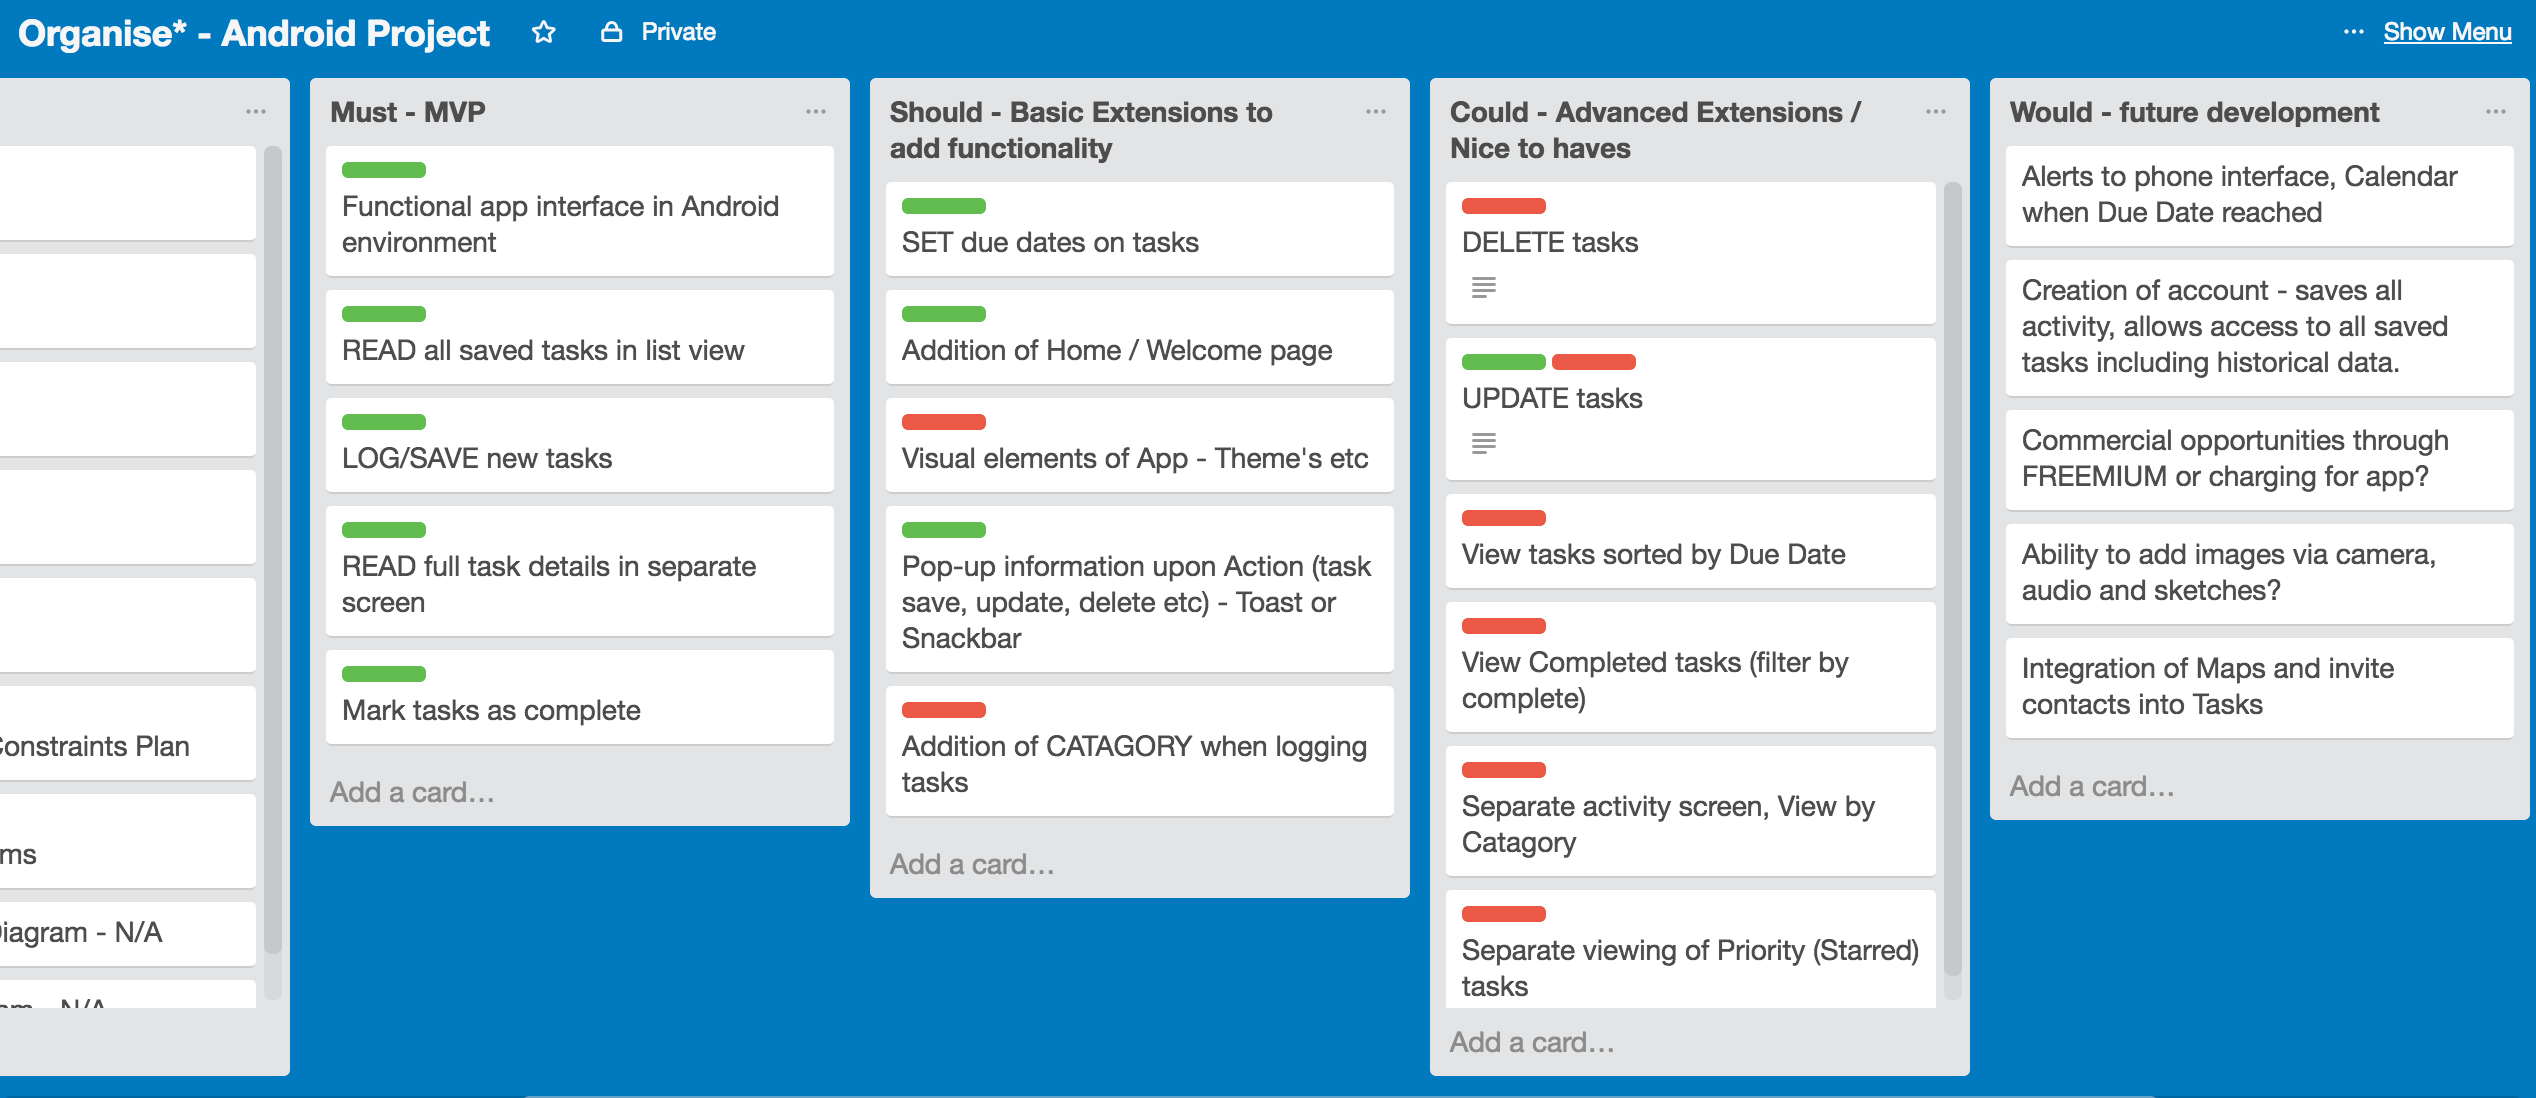 Organise* - Android Project
Private
Show Menu
Constraints Plan
Diagram - N/A
N/A
Must - MVP
Functional app interface in Android
environment
READ all saved tasks in list view
LOG/SAVE new tasks
READ full task details in separate
screen
Mark tasks as complete
Add a card...
Should - Basic Extensions to
add functionality
SET due dates on tasks
Addition of Home / Welcome page
Visual elements of App - Theme's etc
Pop-up information upon Action (task
save, update, delete etc) - Toast or
Snackbar
Addition of CATAGORY when logging
tasks
Add a card...
Could - Advanced Extensions /
Nice to haves
DELETE tasks
UPDATE tasks
View tasks sorted by Due Date
View Completed tasks (filter by
complete)
Separate activity screen, View by
Catagory
Separate viewing of Priority (Starred)
tasks
Add a card...
Would - future development
Alerts to phone interface, Calendar
when Due Date reached
Creation of account - saves all
activity, allows access to all saved
tasks including historical data.
Commercial opportunities through
FREEMIUM or charging for app?
Ability to add images via camera,
audio and sketches?
Integration of Maps and invite
contacts into Tasks
Add a card...